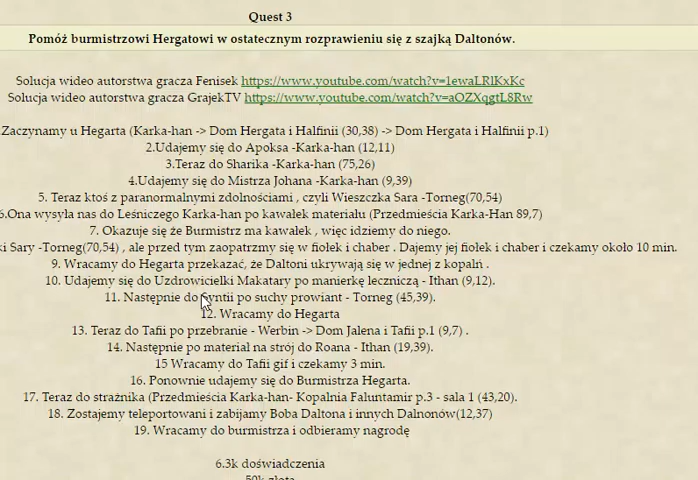 Quest 3
Pomóż burmistrzowi Hergatowi w ostatecznym rozprawieniu się z szajką Daltonów.
Solucja wideo autorstwa gracza Fenisek https://www.youtube.com/watch?v=1ewaLRlKxKc
Solucja wideo autorstwa gracza GrajekTV https://www.youtube.com/watch?v=aOZXqgtL8Rw
.Zaczynamy u Hegarta (Karka-han -> Dom Hergata i Halfinii (30,38) -> Dom Hergata i Halfinii p.1)
2.Udajemy się do Apoksa -Karka-han (12,11)
3.Teraz do Sharika -Karka-han (75,26)
4.Udajemy się do Mistrza Johana -Karka-han (9,39)
5. Teraz ktoś z paranormalnymi zdolnościami , czyli Wieszczka Sara -Torneg(70,54)
6.Ona wysyła nas do Leśniczego Karka-han po kawałek materiału (Przedmieścia Karka-Han 89,7)
7. Okazuje się że Burmistrz ma kawałek , więc idziemy do niego.
ki Sary -Torneg(70,54) , ale przed tym zaopatrzmy się w fiołek i chaber . Dajemy jej fiołek i chaber i czekamy około 10 min.
9. Wracamy do Hegarta przekazać, że Daltoni ukrywają się w jednej z kopalń .
10. Udajemy się do Uzdrowicielki Makatary po manierkę leczniczą - Ithan (9,12).
11. Następnie do Syntii po suchy prowiant - Torneg (45,39).
12. Wracamy do Hegarta
13. Teraz do Tafii po przebranie - Werbin -> Dom Jalena i Tafii p.1 (9,7) .
14. Następnie po materiał na strój do Roana - Ithan (19,39).
15 Wracamy do Tafii gif i czekamy 3 min.
16. Ponownie udajemy się do Burmistrza Hegarta.
17. Teraz do strażnika (Przedmieścia Karka-han- Kopalnia Faluntamir p.3 - sala 1 (43,20).
18. Zostajemy teleportowani i zabijamy Boba Daltona i innych Dalnonów(12,37)
19. Wracamy do burmistrza i odbieramy nagrodę
6.3k doświadczenia
50k złota